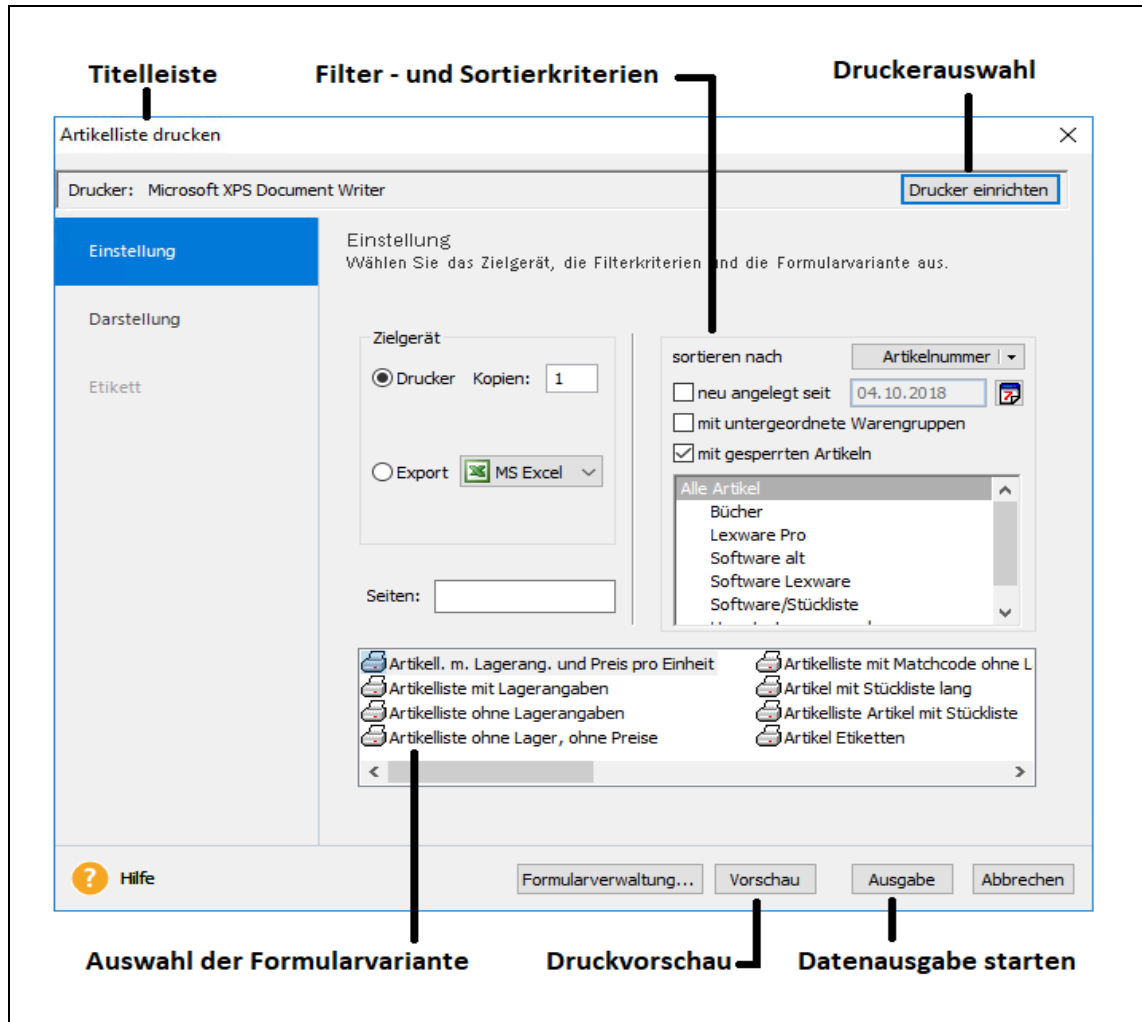 Titelleiste
Filter - und Sortierkriterien
Druckerauswahl
Artikelliste drucken
Drucker: Microsoft XPS Document Writer
Drucker einrichten
Einstellung
Darstellung
Etikett
Einstellung
Wählen Sie das Zielgerät, die Filterkriterien und die Formularvariante aus.
Zielgerät
Drucker Kopien: 1
Export MS Excel
Seiten:
sortieren nach Artikelnummer
neu angelegt seit 04.10.2018
mit untergeordnete Warengruppen
mit gesperrten Artikeln
Alle Artikel
Bücher
Lexware Pro
Software alt
Software Lexware
Software/Stückliste
Artikell. m. Lagerang. und Preis pro Einheit
Artikelliste mit Lagerangaben
Artikelliste ohne Lagerangaben
Artikelliste ohne Lager, ohne Preise
Artikelliste mit Matchcode ohne L
Artikel mit Stückliste lang
Artikelliste Artikel mit Stückliste
Artikel Etiketten
? Hilfe
Formularverwaltung...
Vorschau
Ausgabe
Abbrechen
Auswahl der Formularvariante
Druckvorschau
Datenausgabe starten